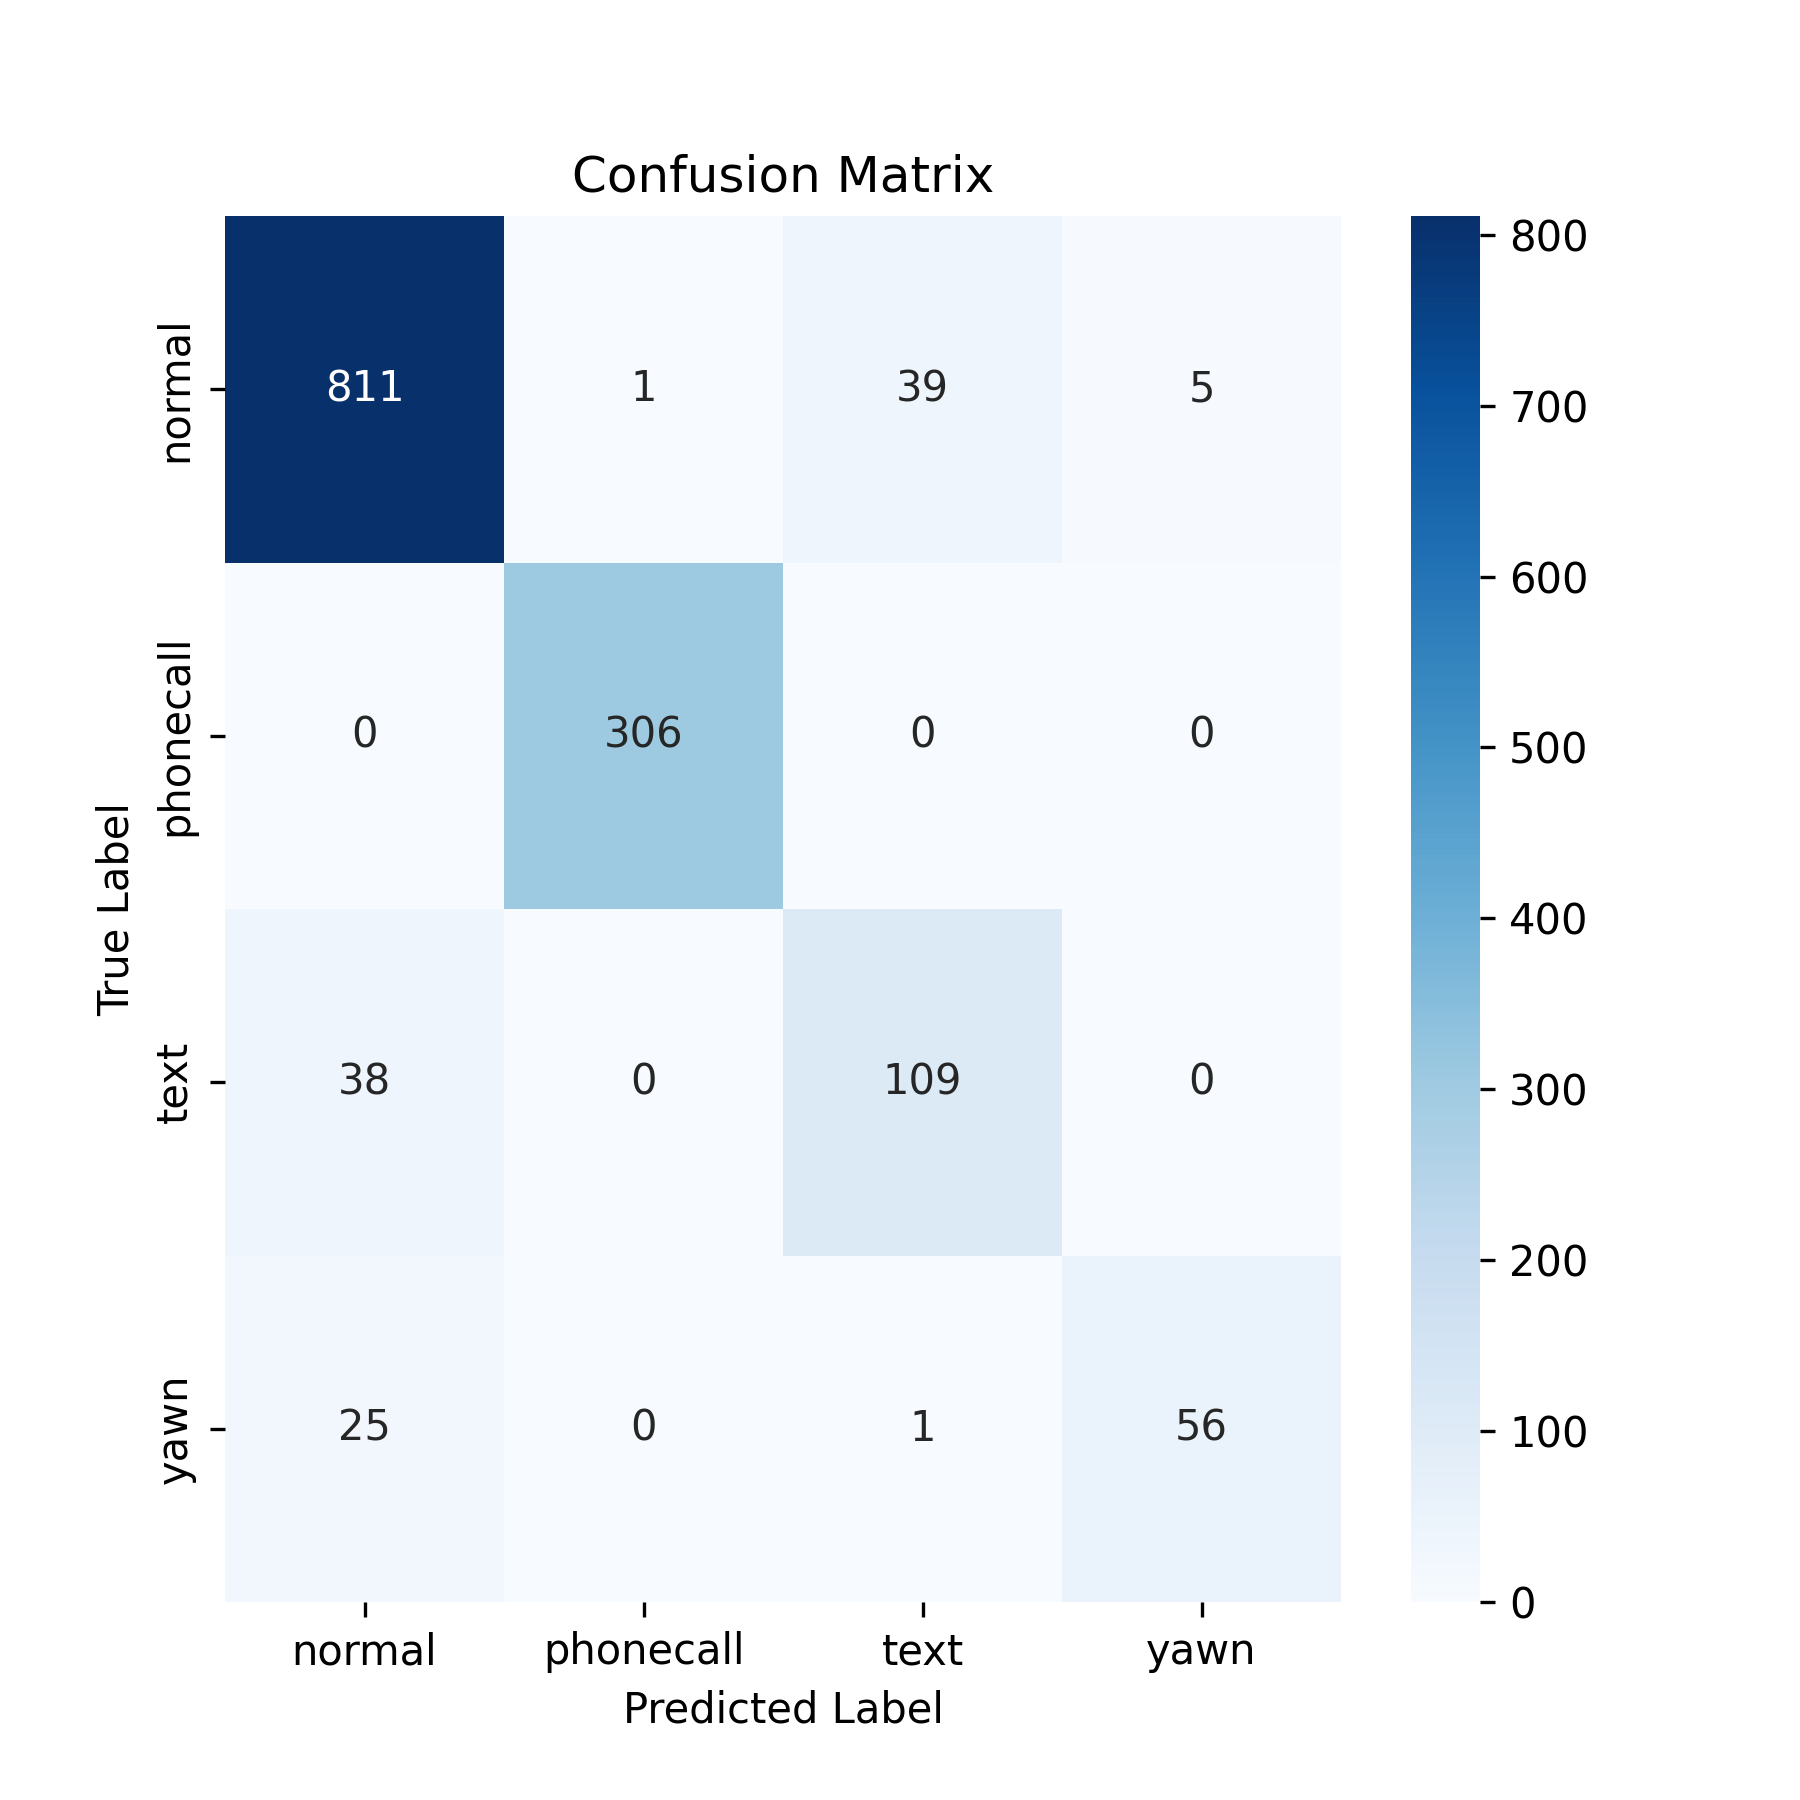 Confusion Matrix
normal
811 1 39 5
phonecall
0 306 0 0
text
38 0 109 0
yawn
25 0 1 56
True Label
normal phonecall text yawn
Predicted Label
800
700
600
500
400
300
200
100
0